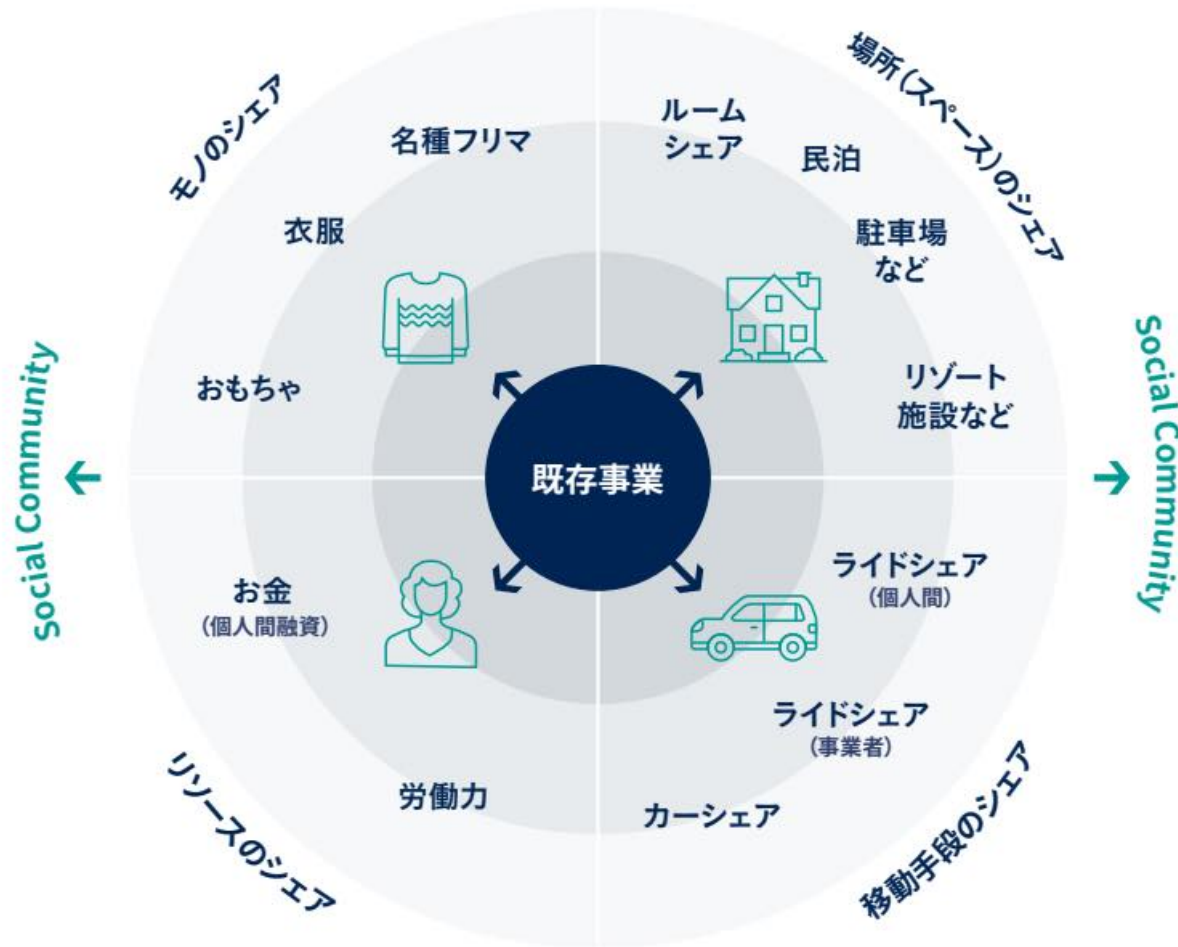 モノのシェア
名種フリマ
衣服
おもちゃ
場所(スペース)のシェア
ルーム
シェア
民泊
駐車場
など
リゾート
施設など
既存事業
Social Community
Social Community
お金
(個人間融資)
労働力
リソースのシェア
ライドシェア
(個人間)
ライドシェア
(事業者)
カーシェア
移動手段のシェア